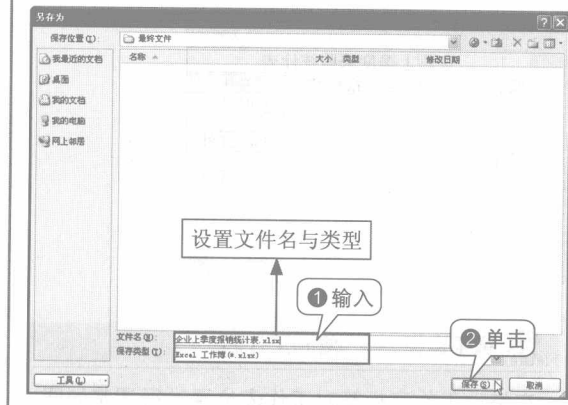 另存为
保存位置(I):
最终文件
我最近的文档
桌面
我的文档
我的电脑
网上邻居
名称 大小 类型 修改日期
设置文件名与类型
❶输入
文件名(N):
企业上季度报销统计表.xlsx
保存类型(T):
Excel 工作簿(*.xlsx)
❷单击
工具(L)
保存(S)
取消